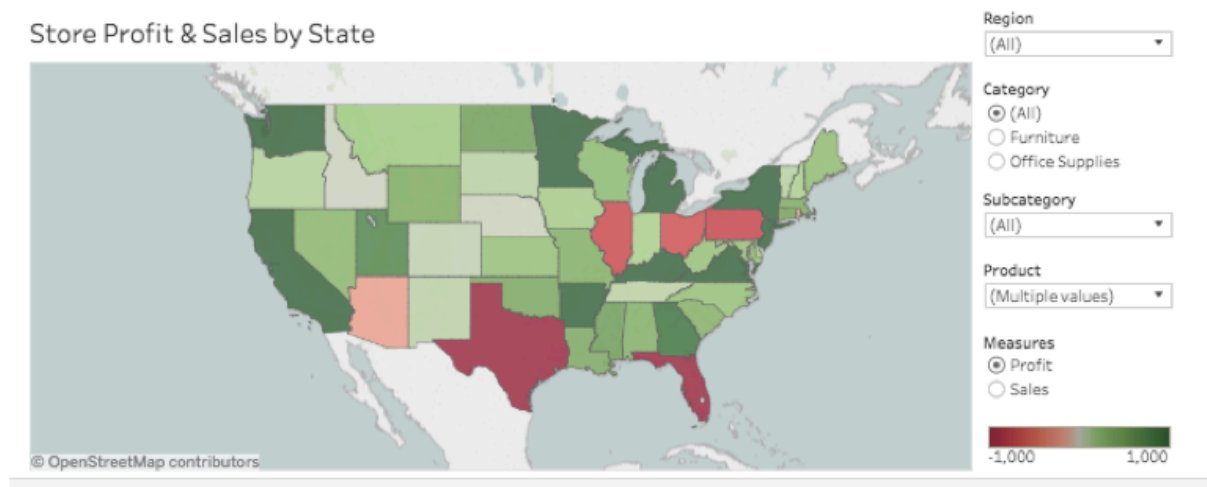 Store Profit & Sales by State
© OpenStreetMap contributors
Region
(All)
Category
(All)
Furniture
Office Supplies
Subcategory
(All)
Product
(Multiple values)
Measures
Profit
Sales
-1,000 1,000